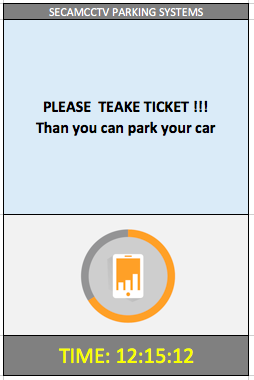 SECAMCCTV PARKING SYSTEMS
PLEASE TEAKE TICKET !!!
Than you can park your car
TIME: 12:15:12